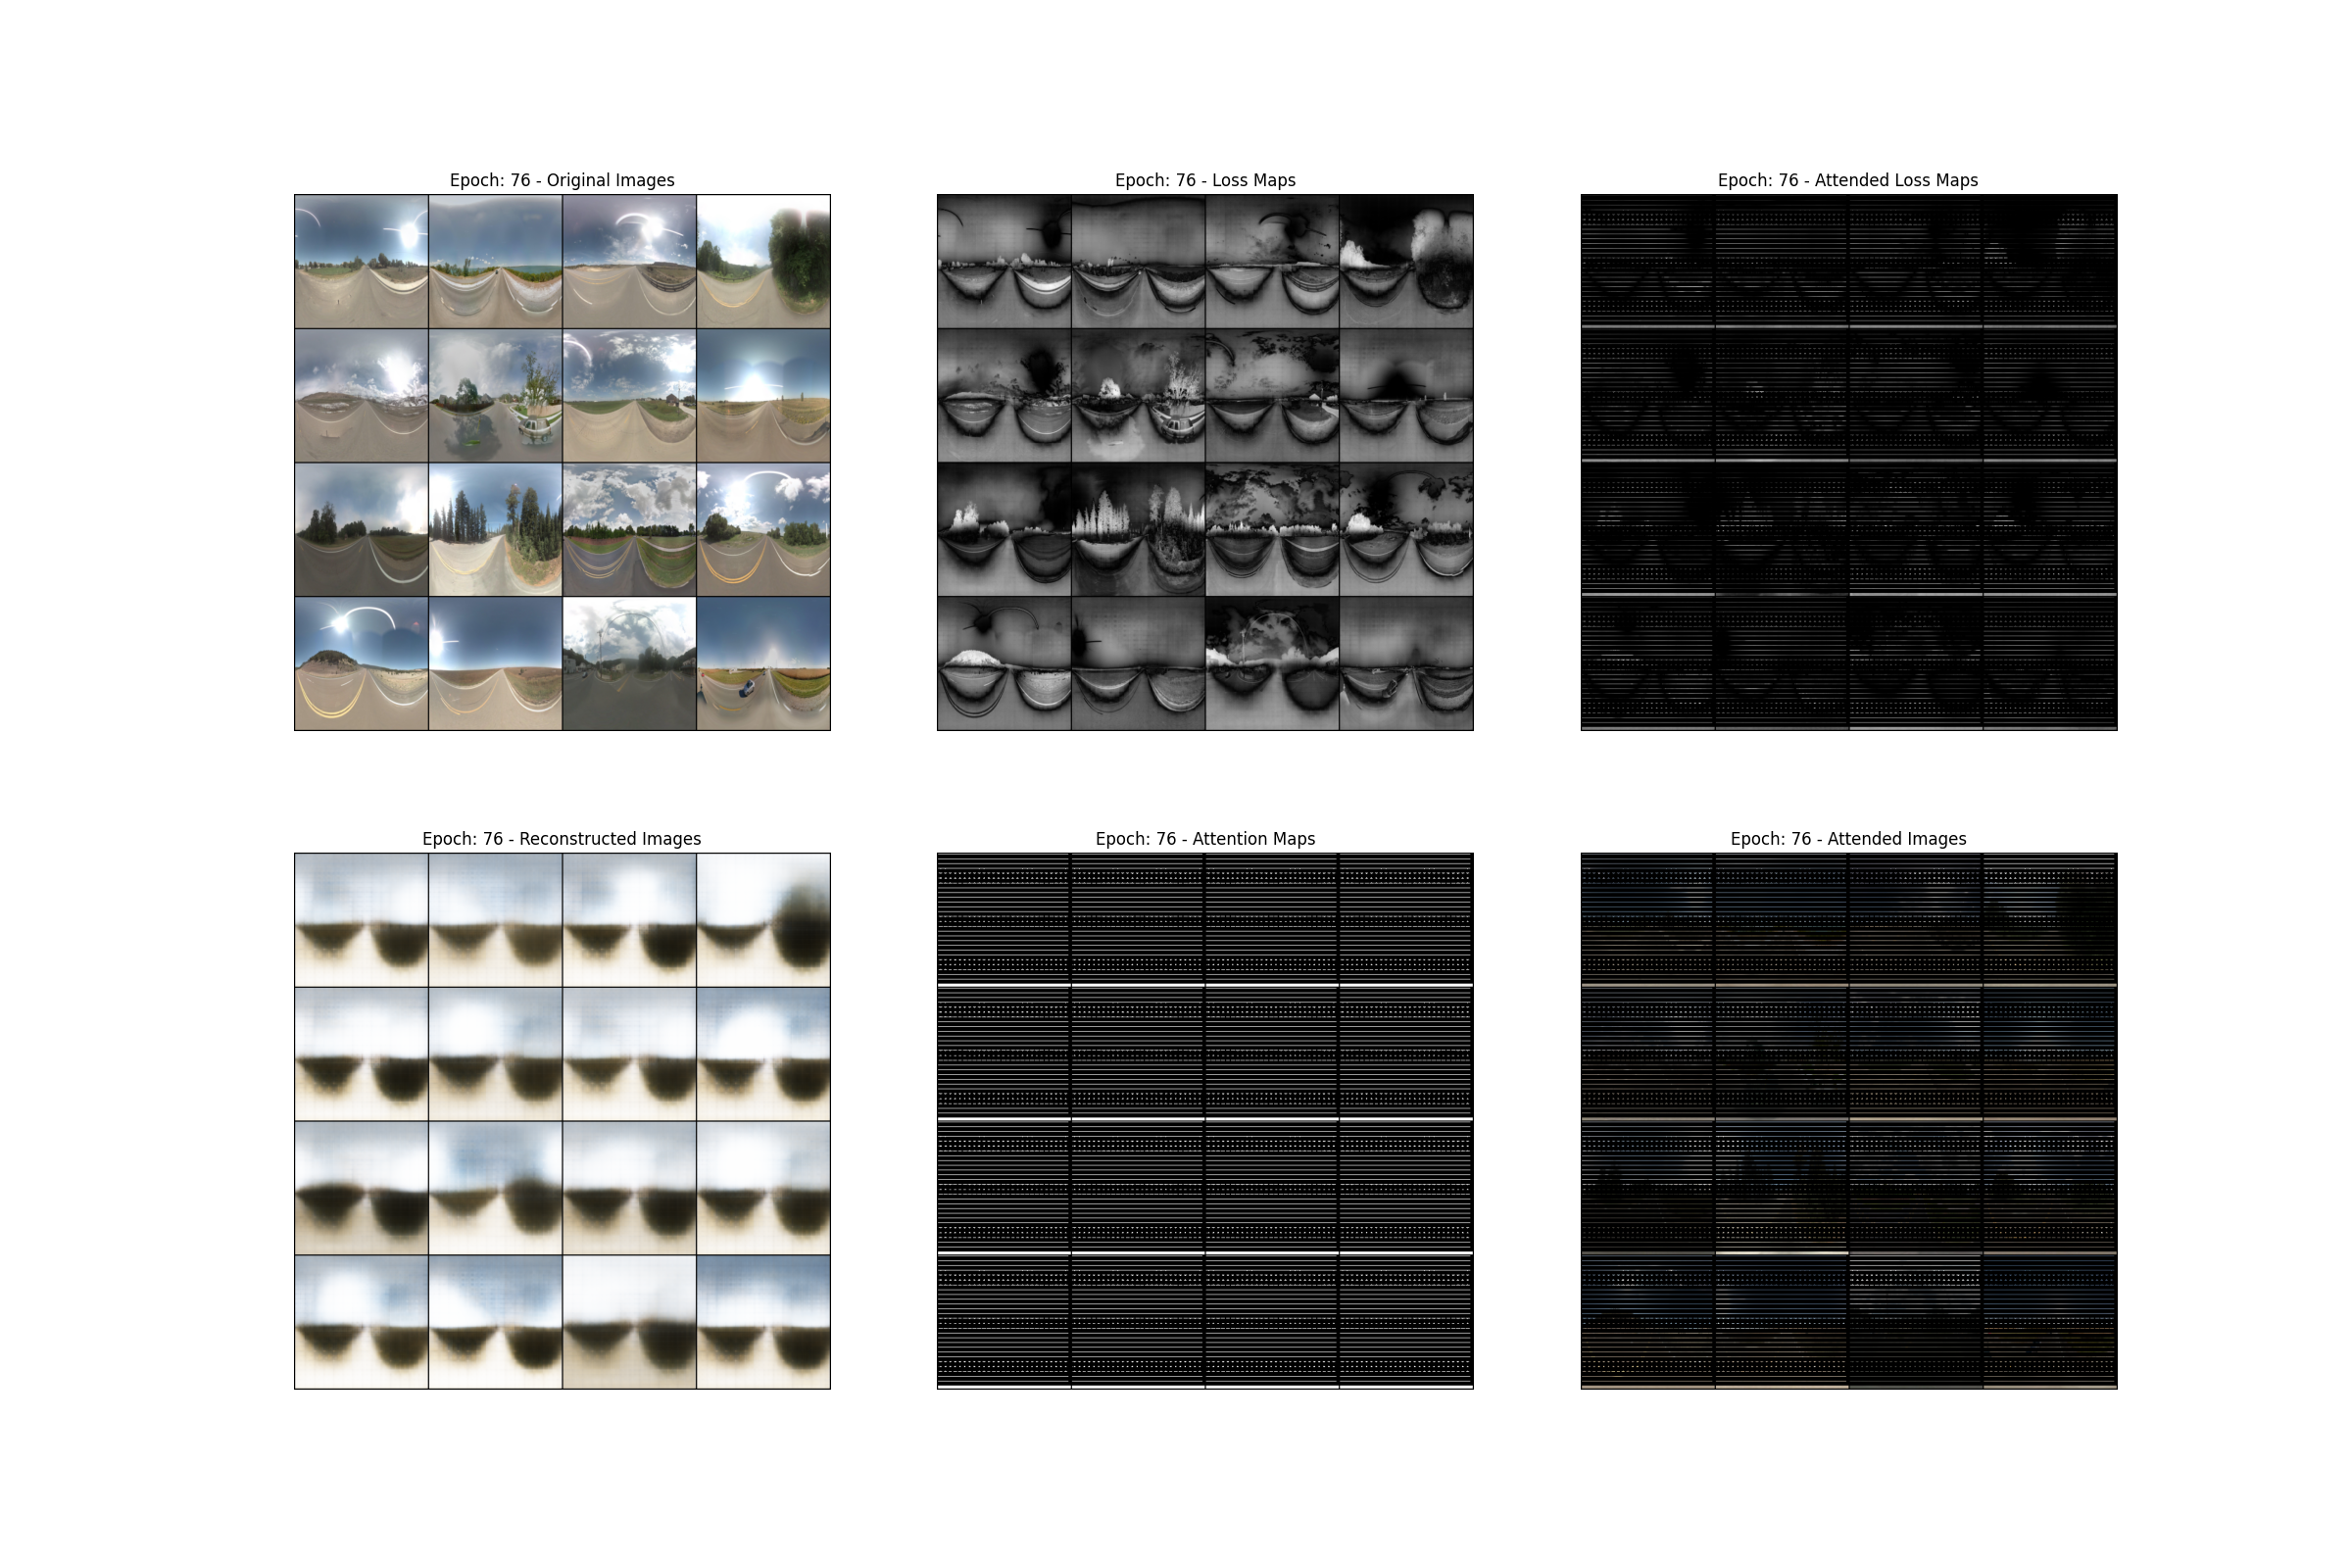 Epoch: 76 - Original Images
Epoch: 76 - Loss Maps
Epoch: 76 - Attended Loss Maps
Epoch: 76 - Reconstructed Images
Epoch: 76 - Attention Maps
Epoch: 76 - Attended Images